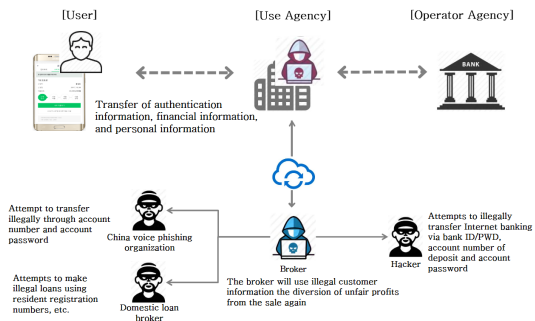 [User]
[Use Agency]
[Operator Agency]
BANK
Transfer of authentication
information, financial information,
and personal information
Attempt to transfer
illegally through account
number and account
password
China voice phishing
organization
Attempts to make
illegal loans using
resident registration
numbers, etc.
Domestic loan
broker
Broker
The broker will use illegal customer
information the diversion of unfair profits
from the sale again
Hacker
Attempts to illegally
transfer Internet banking
via bank ID/PWD,
account number of
deposit and account
password